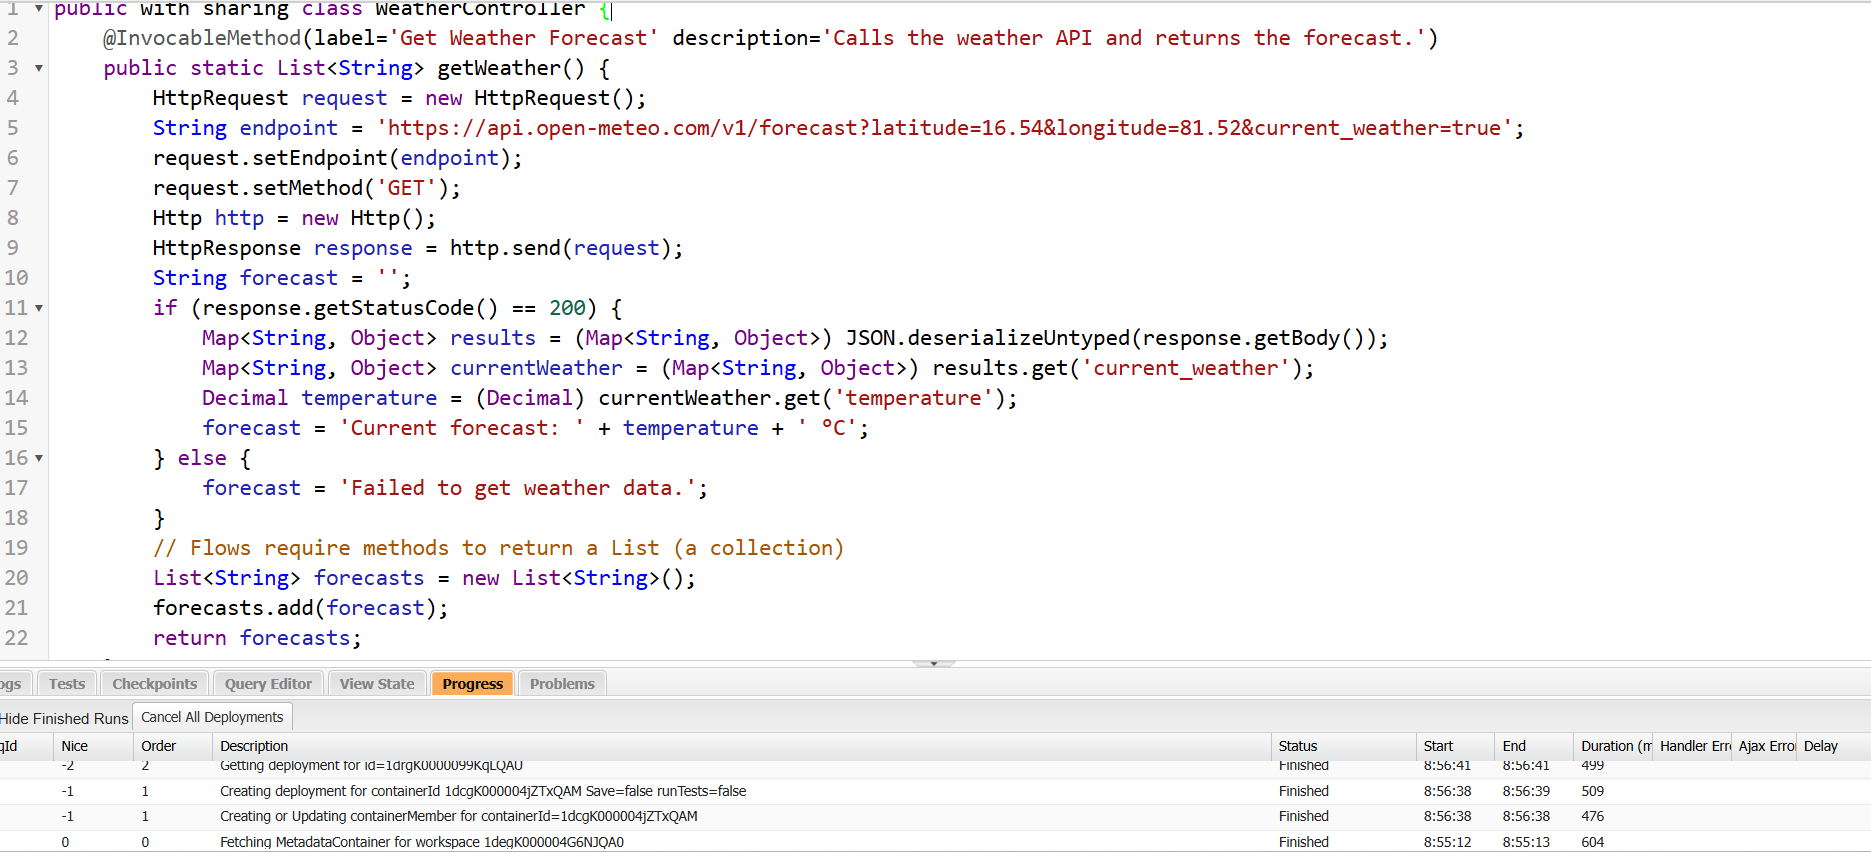 1 public with sharing class WeatherController {
2 @InvocableMethod(label='Get Weather Forecast' description='Calls the weather API and returns the forecast.')
3 public static List<String> getWeather() {
4 HttpRequest request = new HttpRequest();
5 String endpoint = 'https://api.open-meteo.com/v1/forecast?latitude=16.54&longitude=81.52&current_weather=true';
6 request.setEndpoint(endpoint);
7 request.setMethod('GET');
8 Http http = new Http();
9 HttpResponse response = http.send(request);
10 String forecast = '';
11 if (response.getStatusCode() == 200) {
12 Map<String, Object> results = (Map<String, Object>) JSON.deserializeUntyped(response.getBody());
13 Map<String, Object> currentWeather = (Map<String, Object>) results.get('current_weather');
14 Decimal temperature = (Decimal) currentWeather.get('temperature');
15 forecast = 'Current forecast: ' + temperature + ' °C';
16 } else {
17 forecast = 'Failed to get weather data.';
18 }
19 // Flows require methods to return a List (a collection)
20 List<String> forecasts = new List<String>();
21 forecasts.add(forecast);
22 return forecasts;
ogs Tests Checkpoints Query Editor View State Progress Problems
Hide Finished Runs Cancel All Deployments
qId Nice Order Description Status Start End Duration (m Handler Erro Ajax Erro Delay
-2 2 Getting deployment for id=1drgK0000099KqLQAU Finished 8:56:41 8:56:41 499
-1 1 Creating deployment for containerId 1dcgK000004jZTxQAM Save=false runTests=false Finished 8:56:38 8:56:39 509
-1 1 Creating or Updating containerMember for containerId=1dcgK000004jZTxQAM Finished 8:56:38 8:56:38 476
0 0 Fetching MetadataContainer for workspace 1degK000004G6NJQA0 Finished 8:55:12 8:55:13 604